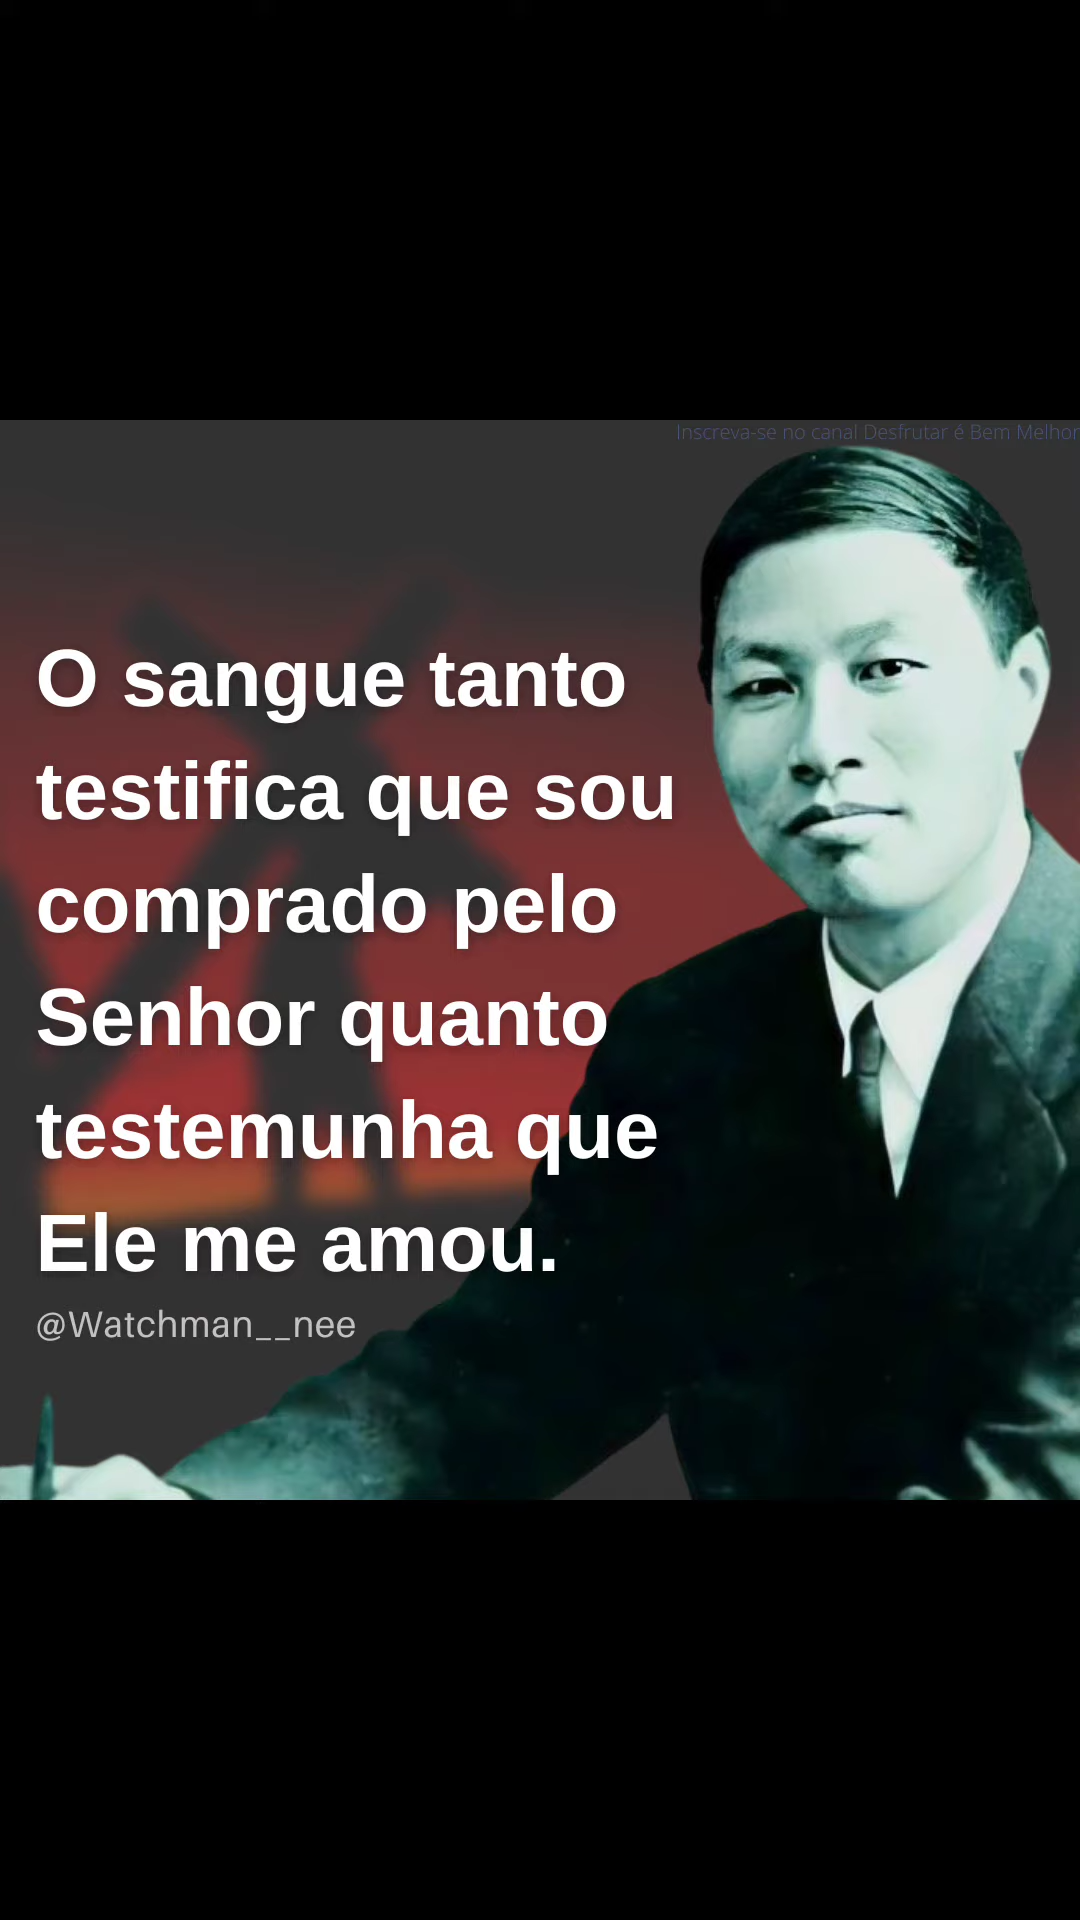 Inscreva-se no canal Desfrutar é Bem Melhor
O sangue tanto
testifica que sou
comprado pelo
Senhor quanto
testemunha que
Ele me amou.
@Watchman__nee